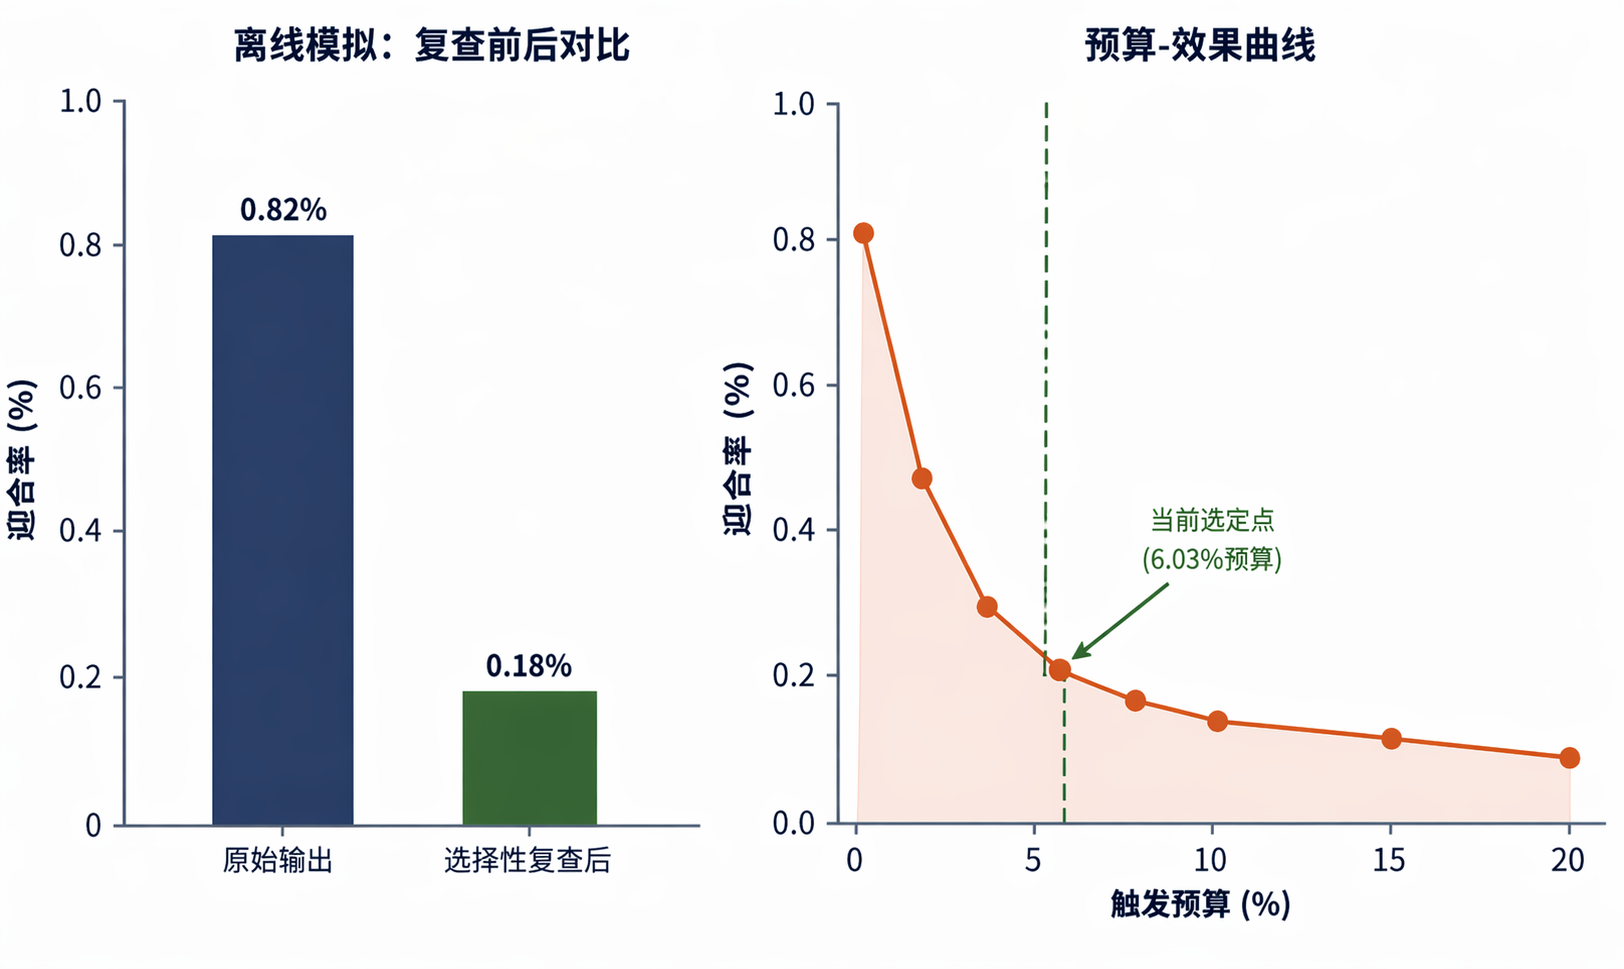 离线模拟：复查前后对比
迎合率 (%)
1.0
0.8
0.6
0.4
0.2
0
0.82%
0.18%
原始输出
选择性复查后
预算-效果曲线
迎合率 (%)
1.0
0.8
0.6
0.4
0.2
0.0
当前选定点
(6.03%预算)
0
5
10
15
20
触发预算 (%)